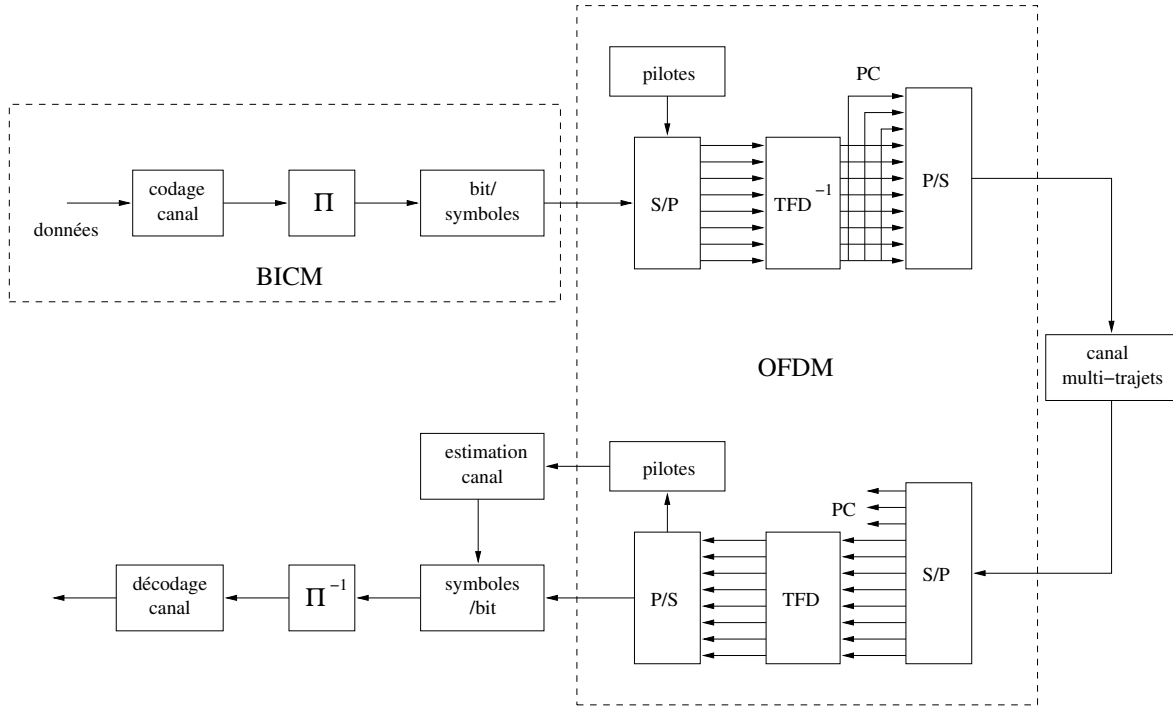 pilotes
PC
codage
canal
Π
bit/
symboles
S/P
TFD
−1
P/S
données
BICM
OFDM
canal
multi−trajets
estimation
canal
pilotes
PC
décodage
canal
Π
−1
symboles
/bit
P/S
TFD
S/P